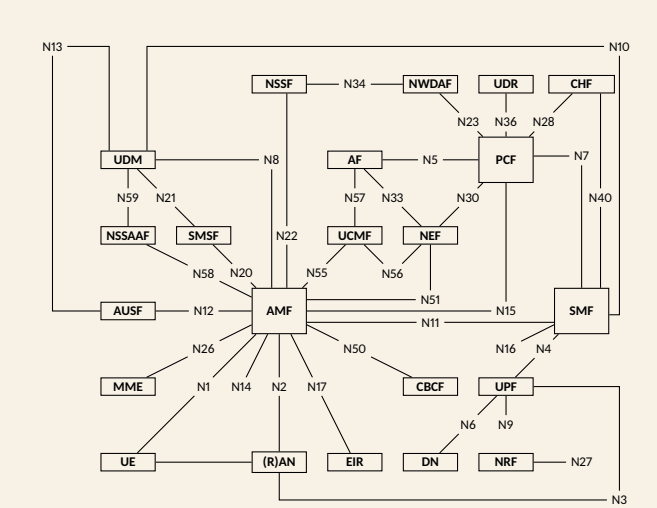 N13 N10
NSSF N34 NWDAF UDR CHF
N23 N36 N28
UDM N8 AF N5 PCF N7
N59 N21 N57 N33 N30 N40
NSSAAF SMSF N22 UCMF NEF
N58 N20 N55 N56
N51
AUSF N12 AMF N15 SMF
N11
N26 N50 N16 N4
MME N1 N14 N2 N17 CBCF UPF
N6 N9
UE (R)AN EIR DN NRF N27
N3